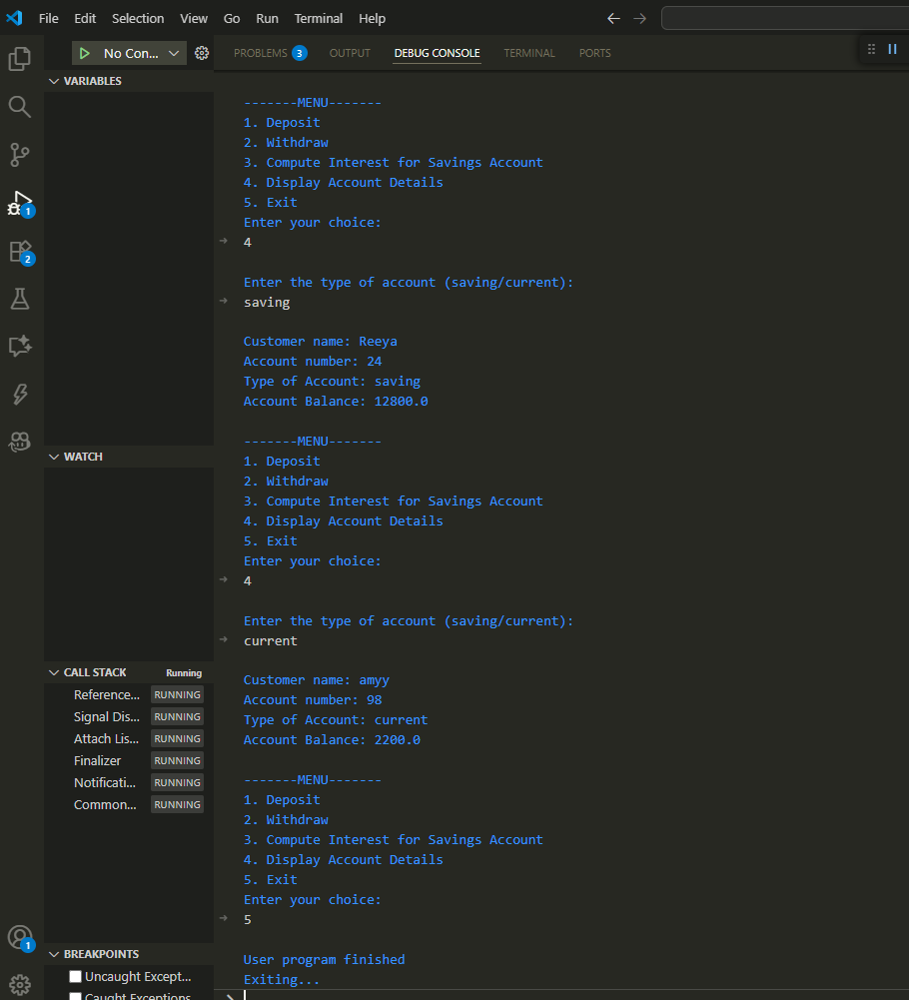 File Edit Selection View Go Run Terminal Help
No Con...
PROBLEMS 3 OUTPUT DEBUG CONSOLE TERMINAL PORTS
VARIABLES
WATCH
CALL STACK Running
Reference... RUNNING
Signal Dis... RUNNING
Attach Lis... RUNNING
Finalizer RUNNING
Notificati... RUNNING
Common... RUNNING
BREAKPOINTS
Uncaught Except...
Caught Exceptions
1
2
1
-------MENU-------
1. Deposit
2. Withdraw
3. Compute Interest for Savings Account
4. Display Account Details
5. Exit
Enter your choice:
4
Enter the type of account (saving/current):
saving
Customer name: Reeya
Account number: 24
Type of Account: saving
Account Balance: 12800.0
-------MENU-------
1. Deposit
2. Withdraw
3. Compute Interest for Savings Account
4. Display Account Details
5. Exit
Enter your choice:
4
Enter the type of account (saving/current):
current
Customer name: amyy
Account number: 98
Type of Account: current
Account Balance: 2200.0
-------MENU-------
1. Deposit
2. Withdraw
3. Compute Interest for Savings Account
4. Display Account Details
5. Exit
Enter your choice:
5
User program finished
Exiting...